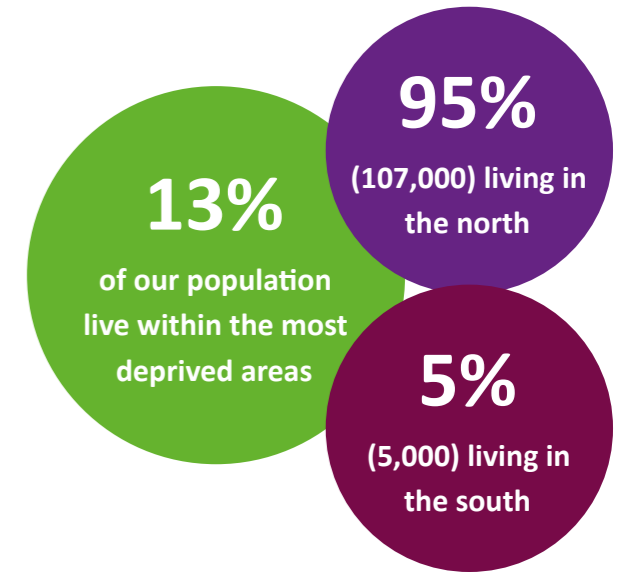 13%
of our population
live within the most
deprived areas
95%
(107,000) living in
the north
5%
(5,000) living in
the south